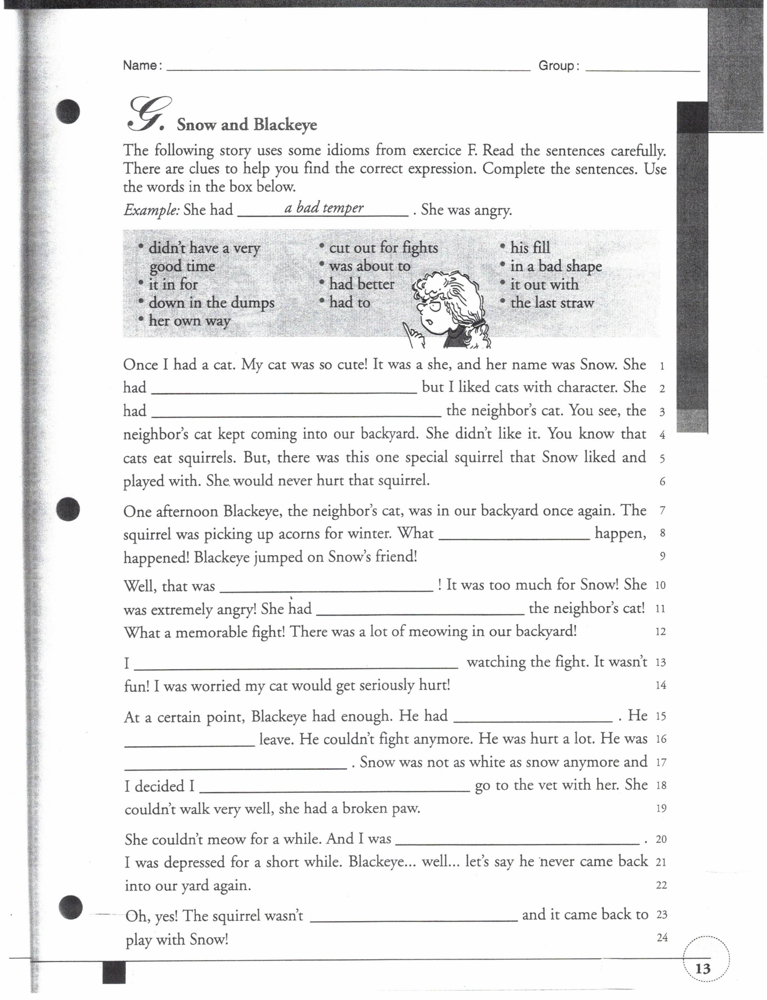 Name: Group:
G. Snow and Blackeye
The following story uses some idioms from exercice F. Read the sentences carefully.
There are clues to help you find the correct expression. Complete the sentences. Use
the words in the box below.
Example: She had a bad temper . She was angry.
• didn't have a very
good time
• it in for
• down in the dumps
• her own way
• cut out for fights
• was about to
• had better
• had to
• his fill
• in a bad shape
• it out with
• the last straw
Once I had a cat. My cat was so cute! It was a she, and her name was Snow. She 1
had but I liked cats with character. She 2
had the neighbor's cat. You see, the 3
neighbor's cat kept coming into our backyard. She didn't like it. You know that 4
cats eat squirrels. But, there was this one special squirrel that Snow liked and 5
played with. She would never hurt that squirrel. 6
One afternoon Blackeye, the neighbor's cat, was in our backyard once again. The 7
squirrel was picking up acorns for winter. What happen, 8
happened! Blackeye jumped on Snow's friend! 9
Well, that was ! It was too much for Snow! She 10
was extremely angry! She had the neighbor's cat! 11
What a memorable fight! There was a lot of meowing in our backyard! 12
I watching the fight. It wasn't 13
fun! I was worried my cat would get seriously hurt! 14
At a certain point, Blackeye had enough. He had . He 15
leave. He couldn't fight anymore. He was hurt a lot. He was 16
. Snow was not as white as snow anymore and 17
I decided I go to the vet with her. She 18
couldn't walk very well, she had a broken paw. 19
She couldn't meow for a while. And I was . 20
I was depressed for a short while. Blackeye... well... let's say he never came back 21
into our yard again. 22
Oh, yes! The squirrel wasn't and it came back to 23
play with Snow! 24
13